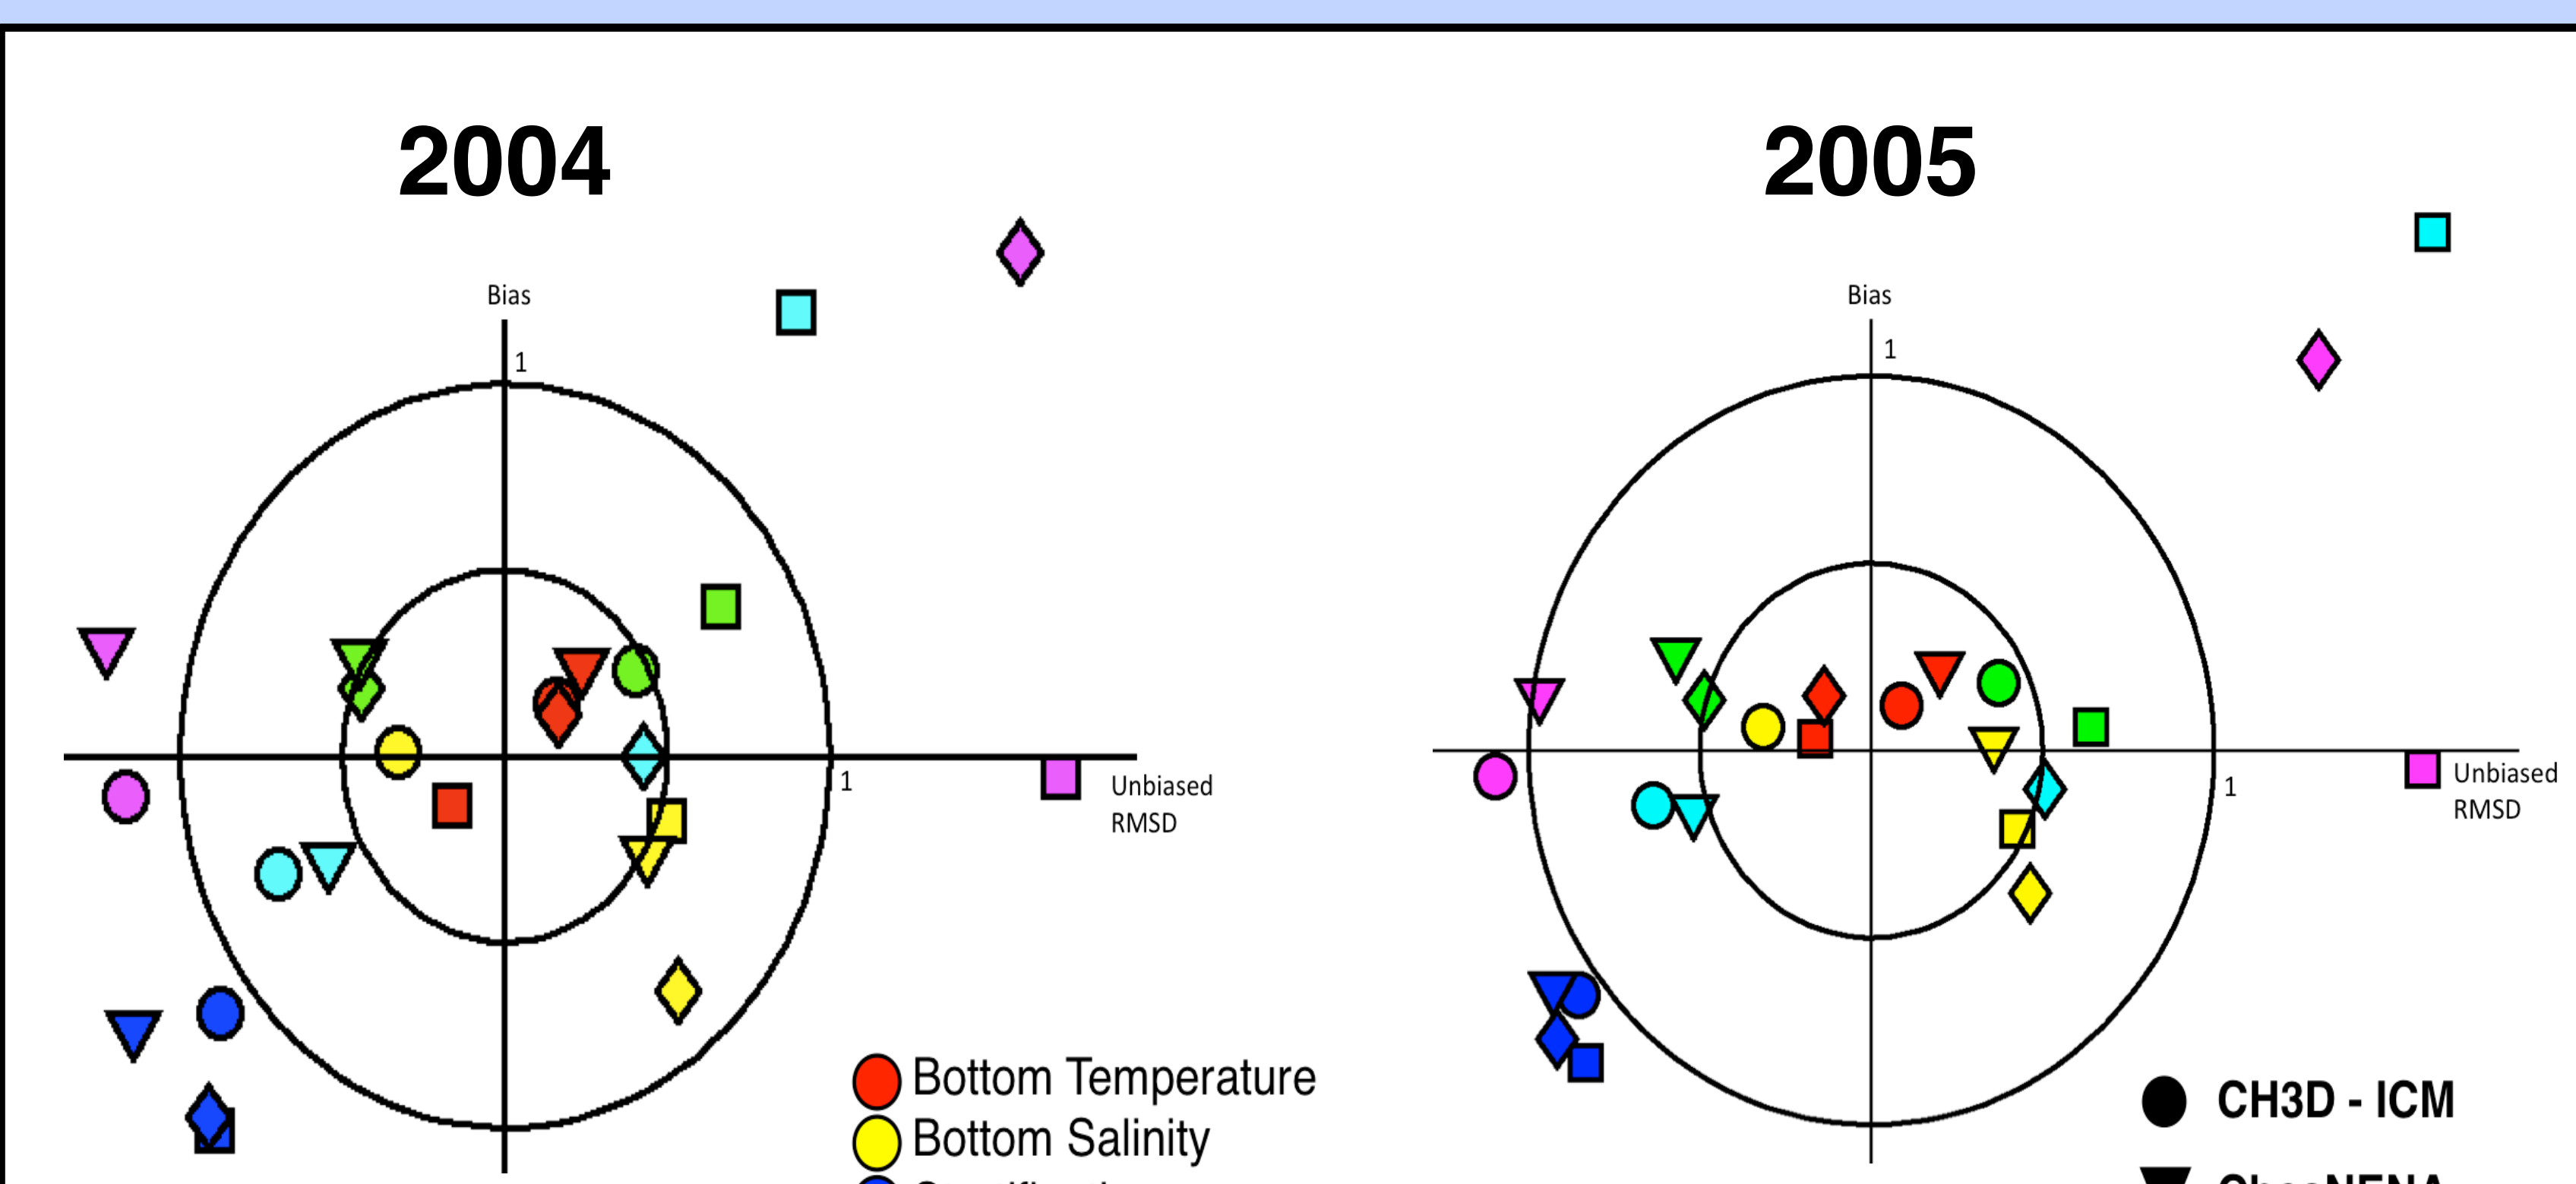 2004
2005
Bias
1
Unbiased
RMSD
1
Bias
1
Unbiased
RMSD
1
Bottom Temperature
Bottom Salinity
CH3D - ICM